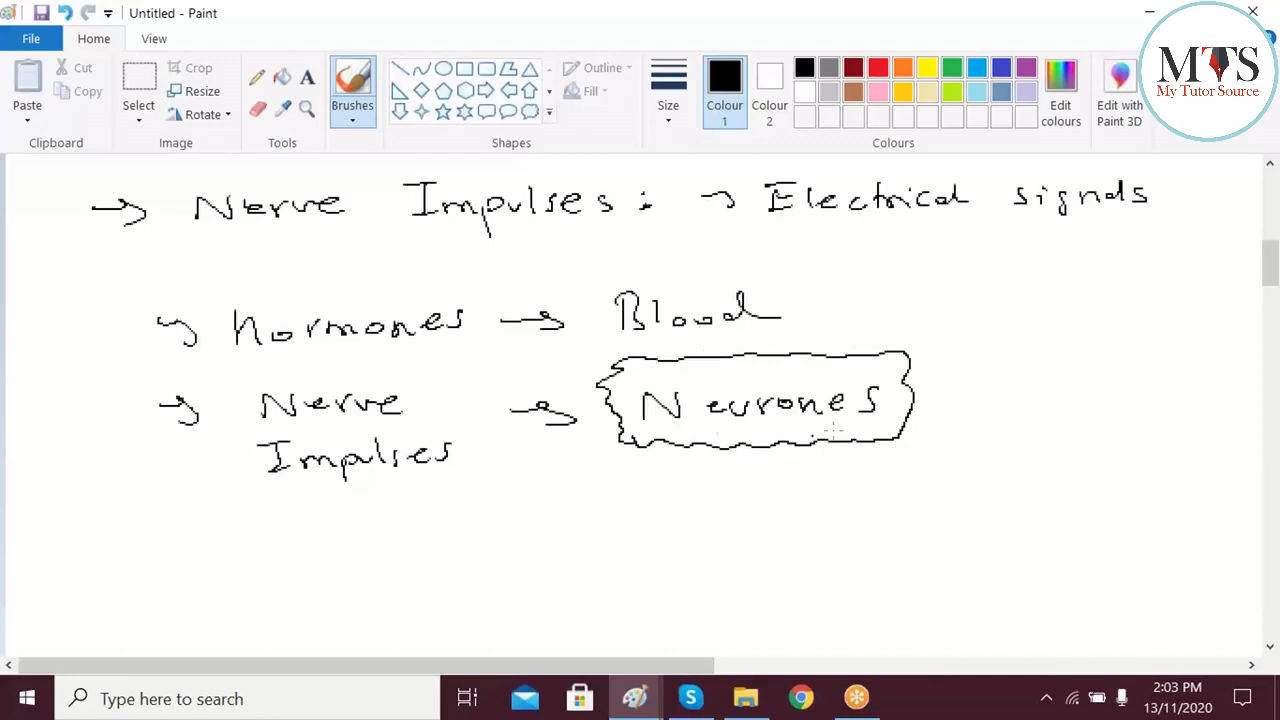 Untitled - Paint
File Home View
Paste
Cut
Copy
Clipboard
Select
Crop
Resize
Rotate
Image
Tools
Brushes
Outline
Fill
Shapes
Size
Colour 1
Colour 2
Edit colours
Edit with Paint 3D
Colours
MTS
My Tutor Source
→ Nerve Impulses : → Electrical signals
→ hormones → Blood
→ Nerve Impulses → Neurones
Type here to search
2:03 PM
13/11/2020